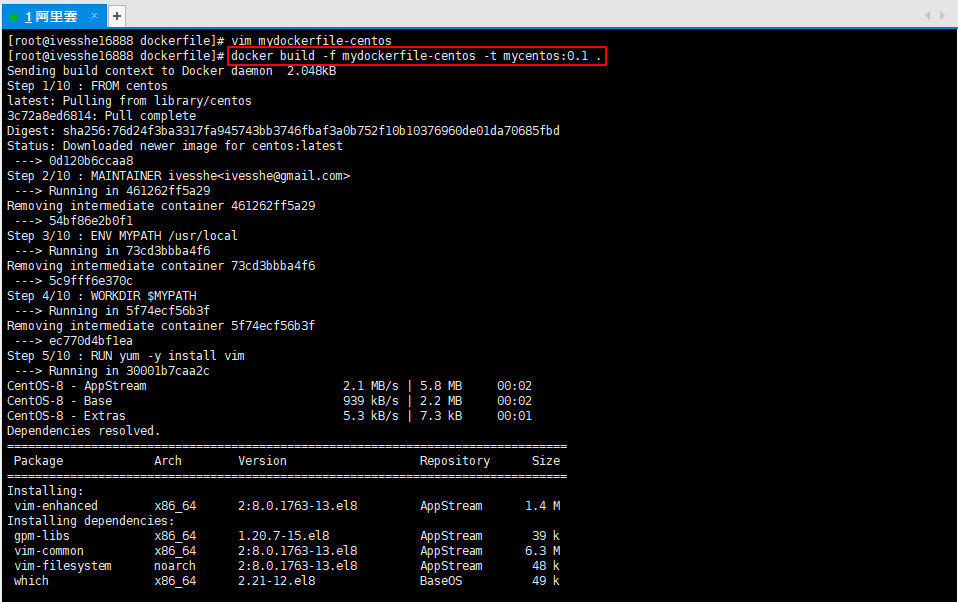 1 阿里云 × +
[root@ivesshe16888 dockerfile]# vim mydockerfile-centos
[root@ivesshe16888 dockerfile]# docker build -f mydockerfile-centos -t mycentos:0.1 .
Sending build context to Docker daemon  2.048kB
Step 1/10 : FROM centos
latest: Pulling from library/centos
3c72a8ed6814: Pull complete
Digest: sha256:76d24f3ba3317fa945743bb3746fbaf3a0b752f10b10376960de01da70685fbd
Status: Downloaded newer image for centos:latest
 ---> 0d120b6ccaa8
Step 2/10 : MAINTAINER ivesshe<ivesshe@gmail.com>
 ---> Running in 461262ff5a29
Removing intermediate container 461262ff5a29
 ---> 54bf86e2b0f1
Step 3/10 : ENV MYPATH /usr/local
 ---> Running in 73cd3bbba4f6
Removing intermediate container 73cd3bbba4f6
 ---> 5c9fff6e370c
Step 4/10 : WORKDIR $MYPATH
 ---> Running in 5f74ecf56b3f
Removing intermediate container 5f74ecf56b3f
 ---> ec770d4bf1ea
Step 5/10 : RUN yum -y install vim
 ---> Running in 30001b7caa2c
CentOS-8 - AppStream                            2.1 MB/s | 5.8 MB     00:02
CentOS-8 - Base                                 939 kB/s | 2.2 MB     00:02
CentOS-8 - Extras                               5.3 kB/s | 7.3 kB     00:01
Dependencies resolved.
================================================================================
 Package             Arch        Version                   Repository      Size
================================================================================
Installing:
 vim-enhanced        x86_64      2:8.0.1763-13.el8         AppStream      1.4 M
Installing dependencies:
 gpm-libs            x86_64      1.20.7-15.el8             AppStream       39 k
 vim-common          x86_64      2:8.0.1763-13.el8         AppStream      6.3 M
 vim-filesystem      noarch      2:8.0.1763-13.el8         AppStream       48 k
 which               x86_64      2.21-12.el8               BaseOS          49 k